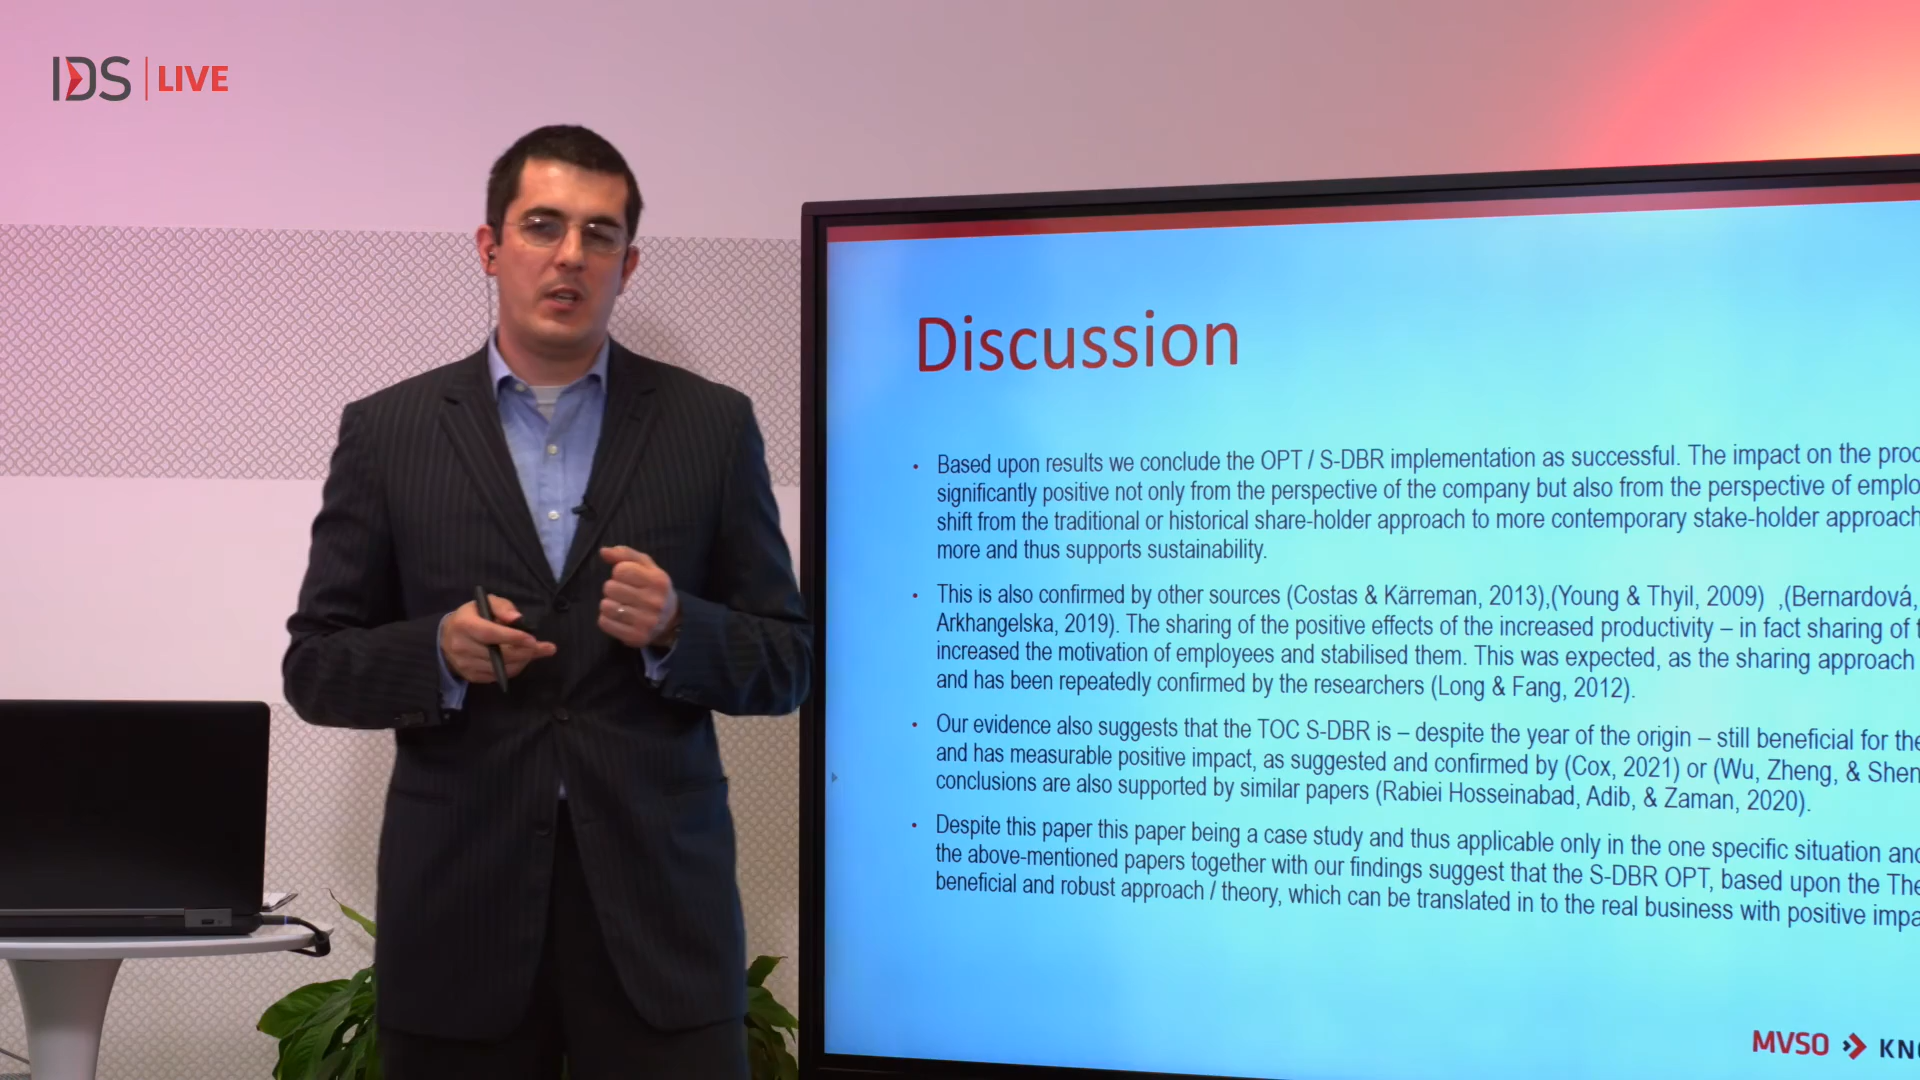 IDS LIVE
Discussion
• Based upon results we conclude the OPT / S-DBR implementation as successful. The impact on the
significantly positive not only from the perspective of the company but also from the perspective of
shift from the traditional or historical share-holder approach to more contemporary stake-holder approach
more and thus supports sustainability.
• This is also confirmed by other sources (Costas & Kärreman, 2013),(Young & Thyil, 2009) ,(Bernardová,
Arkhangelska, 2019). The sharing of the positive effects of the increased productivity – in fact sharing of
increased the motivation of employees and stabilised them. This was expected, as the sharing approach
and has been repeatedly confirmed by the researchers (Long & Fang, 2012).
• Our evidence also suggests that the TOC S-DBR is – despite the year of the origin – still beneficial for the
and has measurable positive impact, as suggested and confirmed by (Cox, 2021) or (Wu, Zheng, & Shen
conclusions are also supported by similar papers (Rabiei Hosseinabad, Adib, & Zaman, 2020).
• Despite this paper this paper being a case study and thus applicable only in the one specific situation and
the above-mentioned papers together with our findings suggest that the S-DBR OPT, based upon the
beneficial and robust approach / theory, which can be translated in to the real business with positive
MVSO